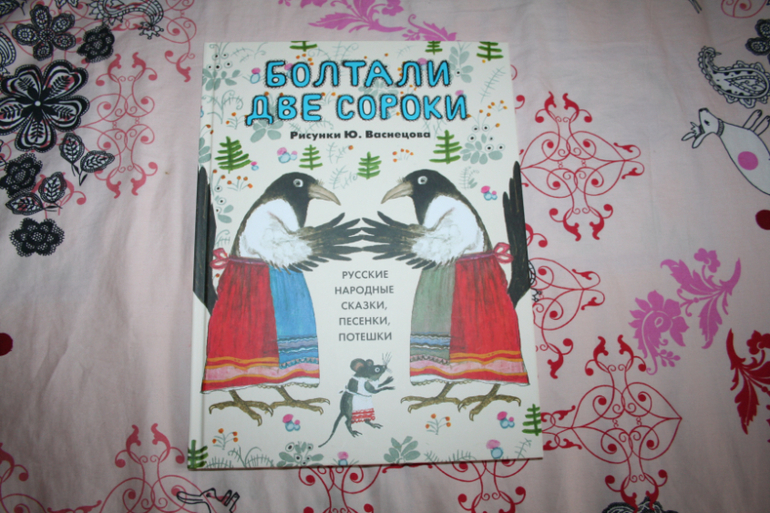 БОЛТАЛИ
ДВЕ СОРОКИ
Рисунки Ю. Васнецова
РУССКИЕ
НАРОДНЫЕ
СКАЗКИ,
ПЕСЕНКИ,
ПОТЕШКИ